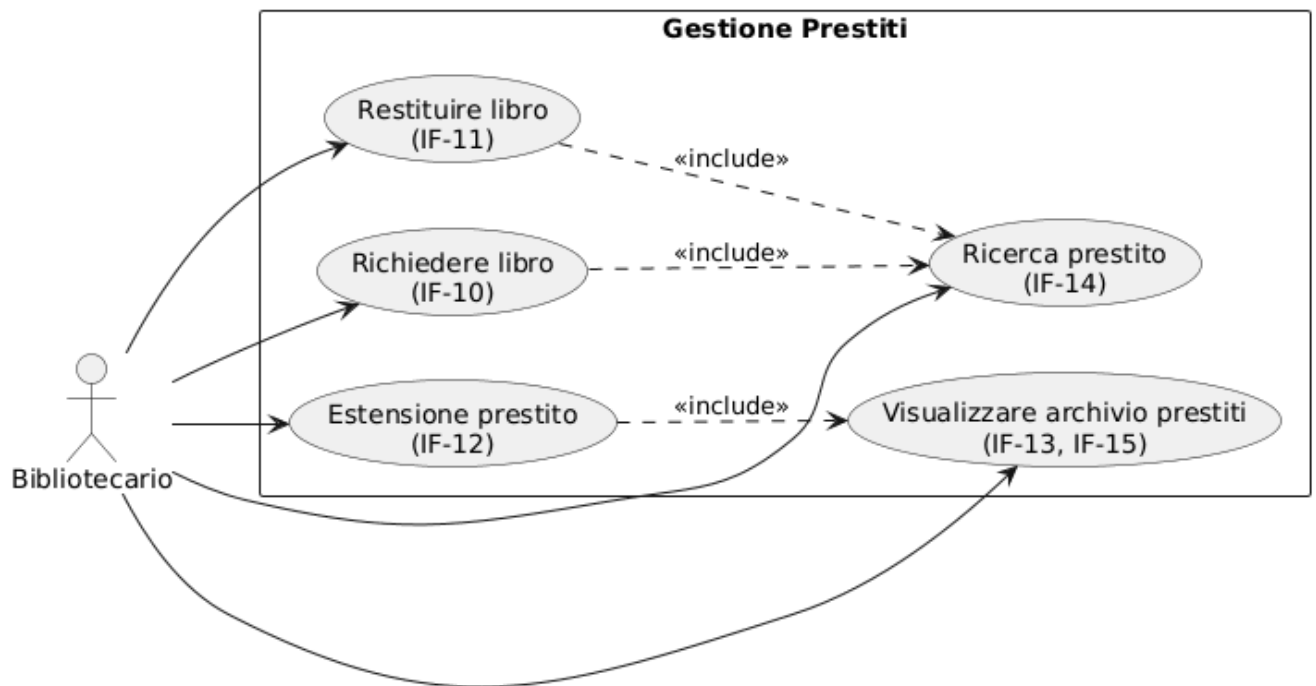 Gestione Prestiti
Restituire libro
(IF-11)
«include»
Richiedere libro
(IF-10)
«include»
Ricerca prestito
(IF-14)
Estensione prestito
(IF-12)
«include»
Visualizzare archivio prestiti
(IF-13, IF-15)
Bibliotecario